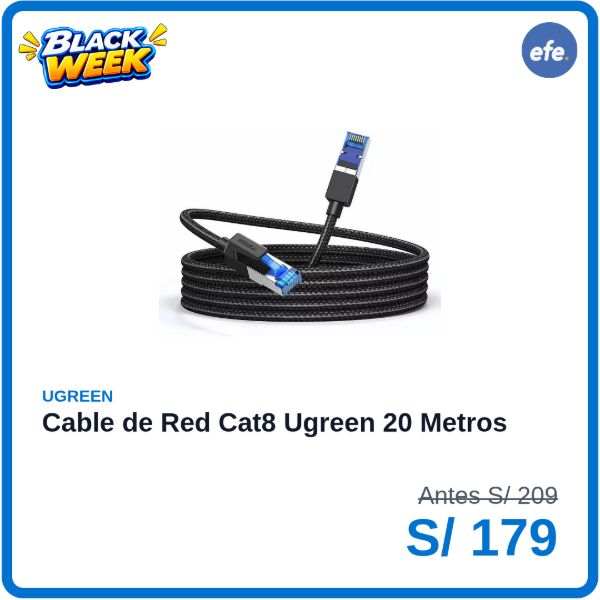 BLACK
WEEK
efe.
UGREEN
Cable de Red Cat8 Ugreen 20 Metros
Antes S/ 209
S/ 179